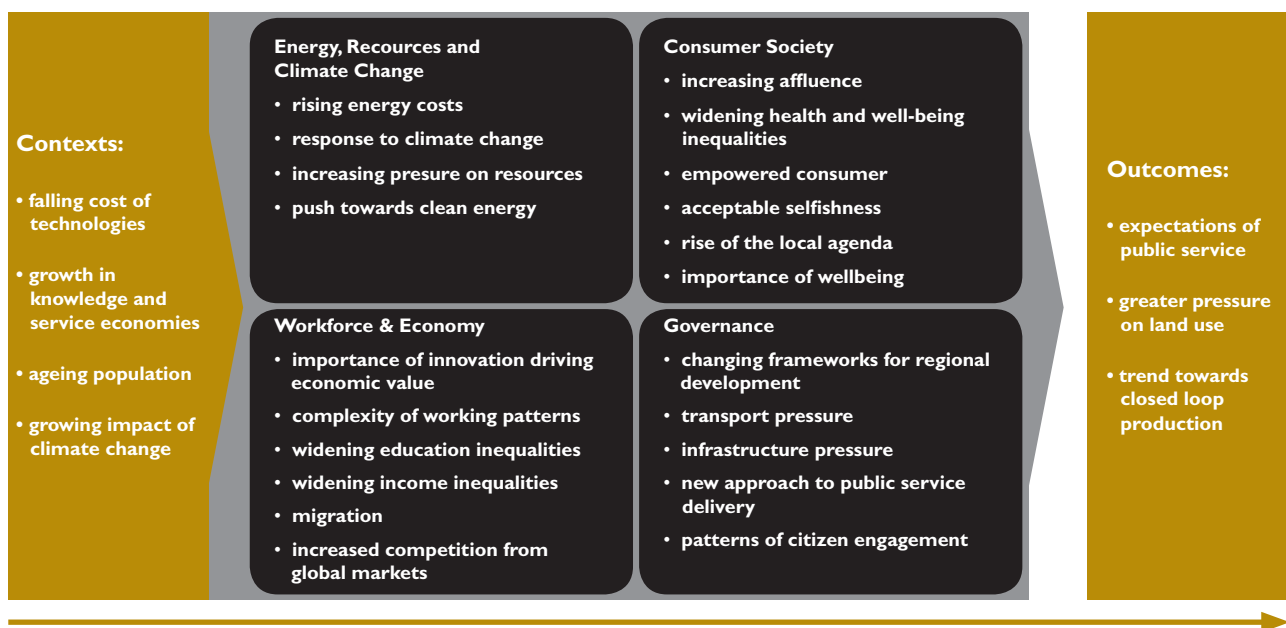 Contexts:
• falling cost of
technologies
• growth in
knowledge and
service economies
• ageing population
• growing impact of
climate change
Energy, Recources and
Climate Change
• rising energy costs
• response to climate change
• increasing presure on resources
• push towards clean energy
Consumer Society
• increasing affluence
• widening health and well-being
inequalities
• empowered consumer
• acceptable selfishness
• rise of the local agenda
• importance of wellbeing
Workforce & Economy
• importance of innovation driving
economic value
• complexity of working patterns
• widening education inequalities
• widening income inequalities
• migration
• increased competition from
global markets
Governance
• changing frameworks for regional
development
• transport pressure
• infrastructure pressure
• new approach to public service
delivery
• patterns of citizen engagement
Outcomes:
• expectations of
public service
• greater pressure
on land use
• trend towards
closed loop
production